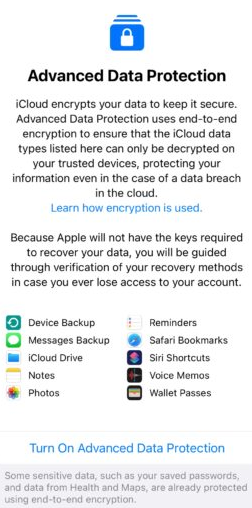 Advanced Data Protection
iCloud encrypts your data to keep it secure.
Advanced Data Protection uses end-to-end
encryption to ensure that the iCloud data
types listed here can only be decrypted on
your trusted devices, protecting your
information even in the case of a data breach
in the cloud.
Learn how encryption is used.
Because Apple will not have the keys required
to recover your data, you will be guided
through verification of your recovery methods
in case you ever lose access to your account.
Device Backup
Messages Backup
iCloud Drive
Notes
Photos
Reminders
Safari Bookmarks
Siri Shortcuts
Voice Memos
Wallet Passes
Turn On Advanced Data Protection
Some sensitive data, such as your saved passwords,
and data from Health and Maps, are already protected
using end-to-end encryption.